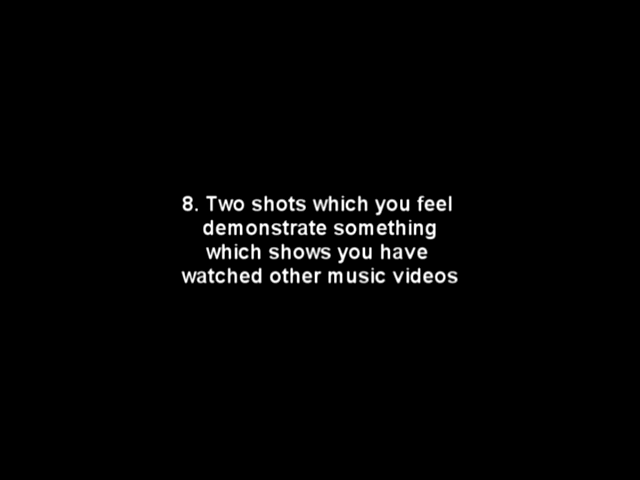 8. Two shots which you feel
demonstrate something
which shows you have
watched other music videos